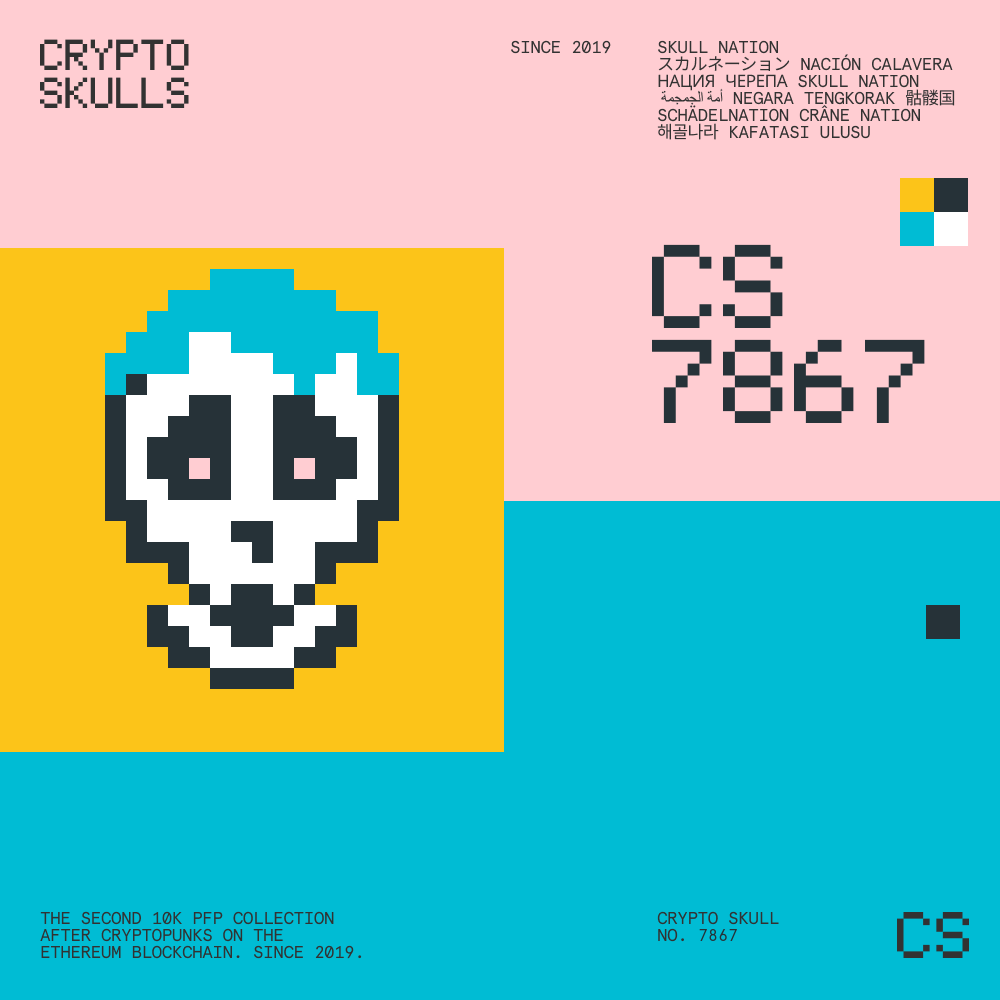 CRYPTO
SKULLS
SINCE 2019
SKULL NATION
スカルネーション NACIÓN CALAVERA
НАЦИЯ ЧЕРЕПА SKULL NATION
أمة الجمجمة NEGARA TENGKORAK 骷髅国
SCHÄDELNATION CRÂNE NATION
해골나라 KAFATASI ULUSU
CS
7867
THE SECOND 10K PFP COLLECTION
AFTER CRYPTOPUNKS ON THE
ETHEREUM BLOCKCHAIN. SINCE 2019.
CRYPTO SKULL
NO. 7867
CS